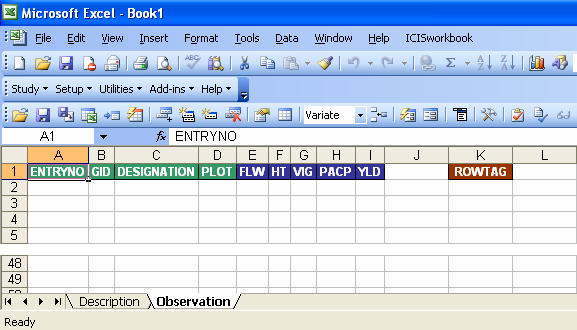 Microsoft Excel - Book1
File Edit View Insert Format Tools Data Window Help ICISworkbook
Study Setup Utilities Add-ins Help
Variate
A1 fx ENTRYNO
A B C D E F G H I J K L
1 ENTRYNO GID DESIGNATION PLOT FLW HT VIG PACP YLD ROWTAG
2
3
4
5
48
49
Description Observation
Ready